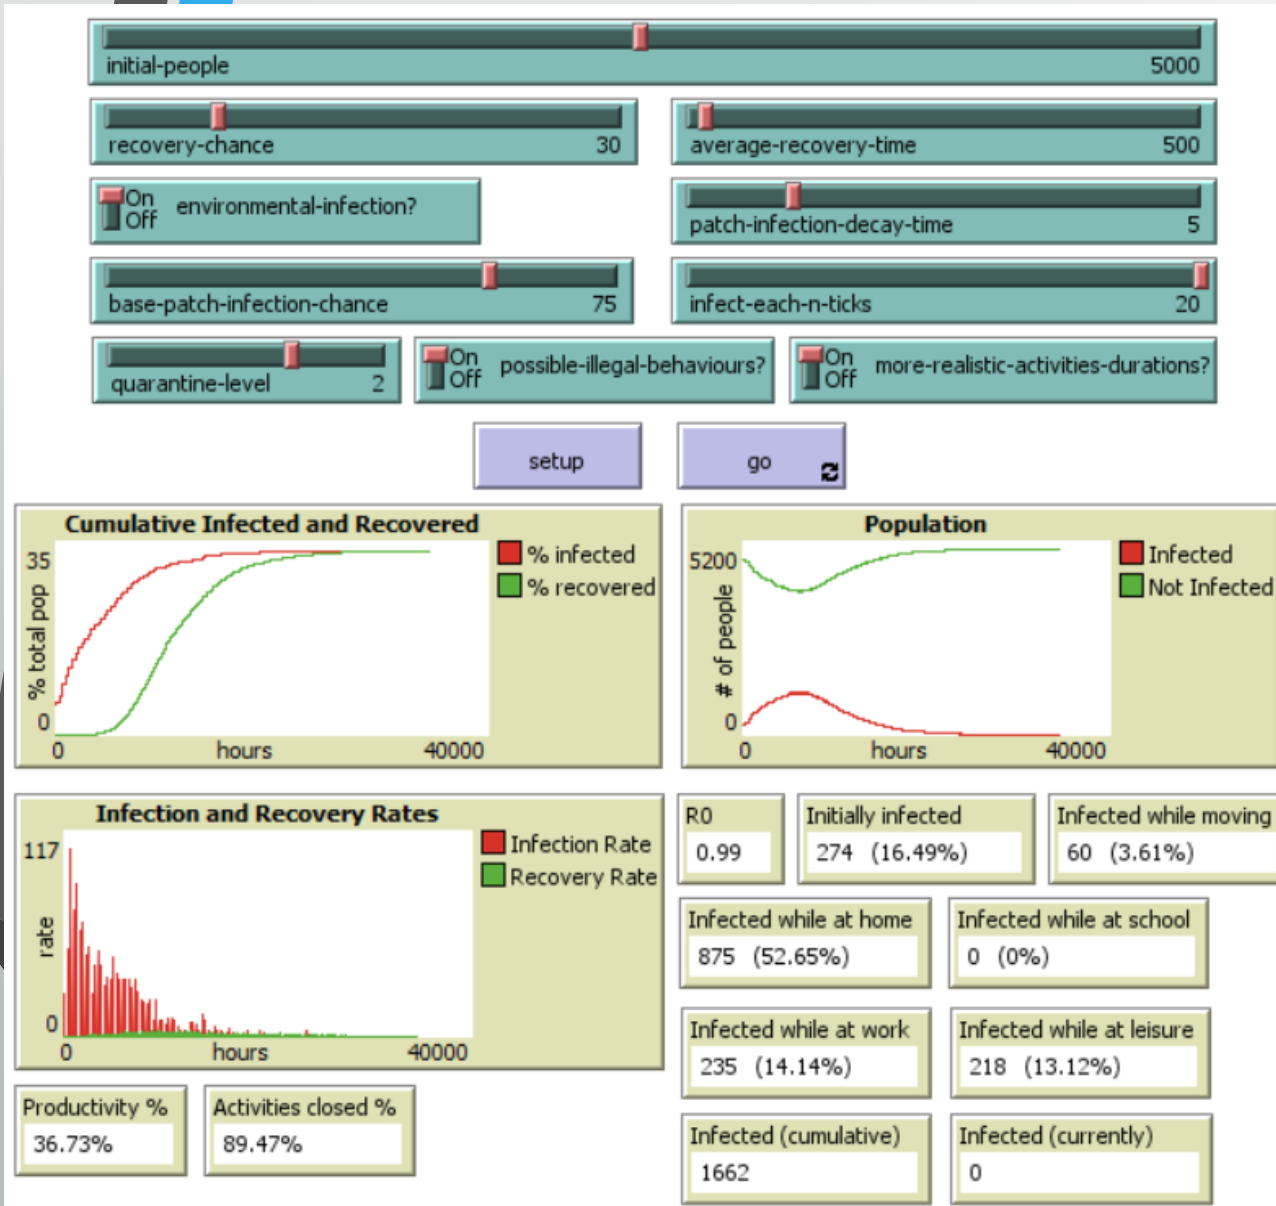 initial-people 5000
recovery-chance 30
average-recovery-time 500
On
Off
environmental-infection?
patch-infection-decay-time 5
base-patch-infection-chance 75
infect-each-n-ticks 20
quarantine-level 2
On
Off
possible-illegal-behaviours?
On
Off
more-realistic-activities-durations?
setup
go
Cumulative Infected and Recovered
35
% total pop
0
0 hours 40000
% infected
% recovered
Population
5200
# of people
0
0 hours 40000
Infected
Not Infected
Infection and Recovery Rates
117
rate
0
0 hours 40000
Infection Rate
Recovery Rate
R0
0.99
Initially infected
274 (16.49%)
Infected while moving
60 (3.61%)
Infected while at home
875 (52.65%)
Infected while at school
0 (0%)
Infected while at work
235 (14.14%)
Infected while at leisure
218 (13.12%)
Productivity %
36.73%
Activities closed %
89.47%
Infected (cumulative)
1662
Infected (currently)
0